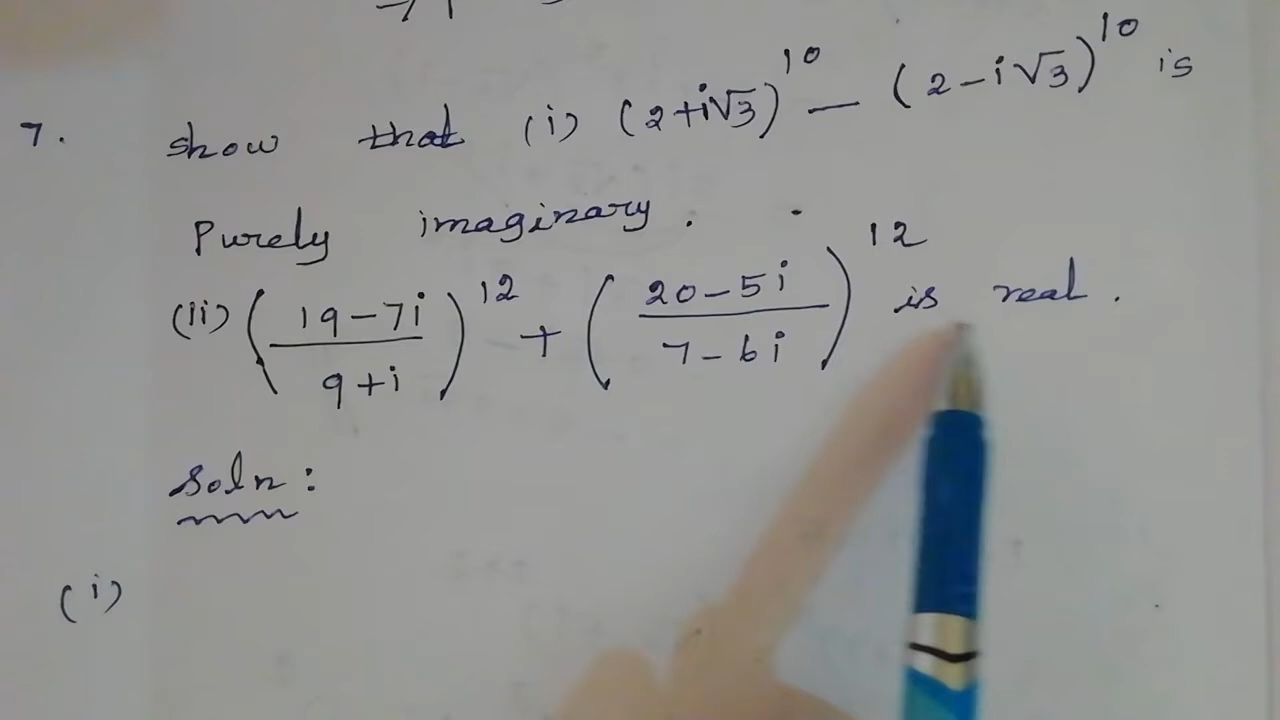 7. show that (i) (2+i√3)^10 − (2−i√3)^10 is
Purely imaginary.
(ii) ((19−7i)/(9+i))^12 + ((20−5i)/(7−6i))^12 is real.
Soln:
(i)